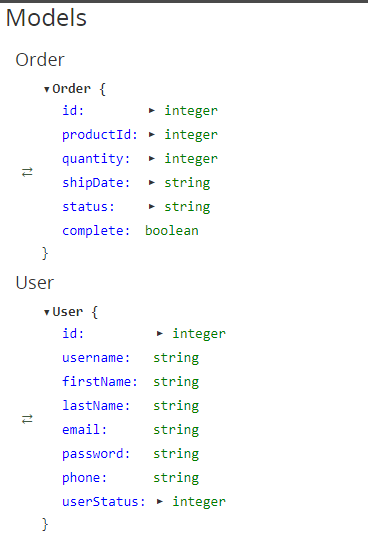 Models
Order
▾Order {
id: ▸ integer
productId: ▸ integer
quantity: ▸ integer
shipDate: ▸ string
status: ▸ string
complete: boolean
}
User
▾User {
id: ▸ integer
username: string
firstName: string
lastName: string
email: string
password: string
phone: string
userStatus: ▸ integer
}